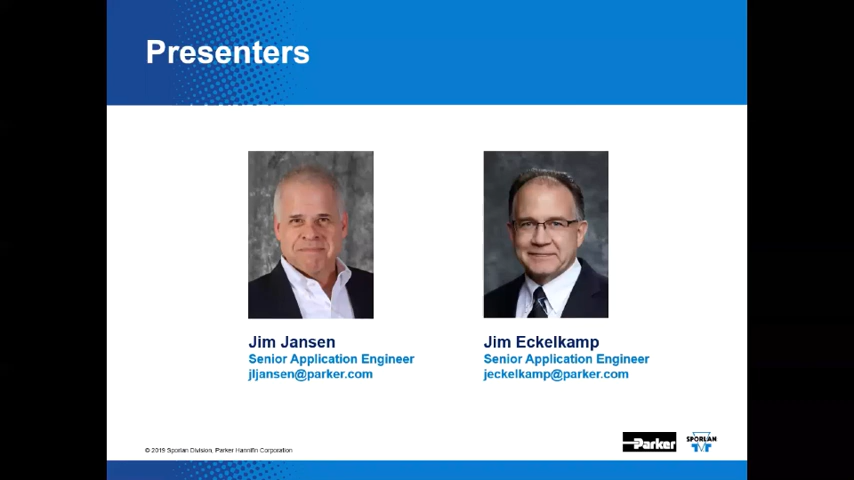 Presenters
Jim Jansen
Senior Application Engineer
jljansen@parker.com
Jim Eckelkamp
Senior Application Engineer
jeckelkamp@parker.com
© 2019 Sporlan Division, Parker Hannifin Corporation
Parker
SPORLAN